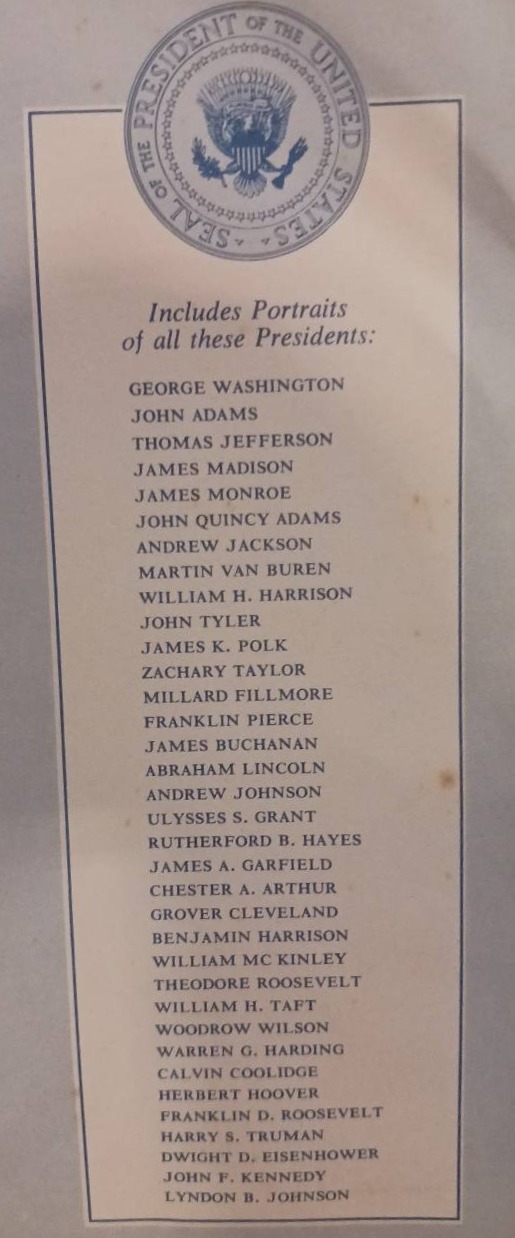 SEAL OF THE PRESIDENT OF THE UNITED STATES
Includes Portraits
of all these Presidents:
GEORGE WASHINGTON
JOHN ADAMS
THOMAS JEFFERSON
JAMES MADISON
JAMES MONROE
JOHN QUINCY ADAMS
ANDREW JACKSON
MARTIN VAN BUREN
WILLIAM H. HARRISON
JOHN TYLER
JAMES K. POLK
ZACHARY TAYLOR
MILLARD FILLMORE
FRANKLIN PIERCE
JAMES BUCHANAN
ABRAHAM LINCOLN
ANDREW JOHNSON
ULYSSES S. GRANT
RUTHERFORD B. HAYES
JAMES A. GARFIELD
CHESTER A. ARTHUR
GROVER CLEVELAND
BENJAMIN HARRISON
WILLIAM MC KINLEY
THEODORE ROOSEVELT
WILLIAM H. TAFT
WOODROW WILSON
WARREN G. HARDING
CALVIN COOLIDGE
HERBERT HOOVER
FRANKLIN D. ROOSEVELT
HARRY S. TRUMAN
DWIGHT D. EISENHOWER
JOHN F. KENNEDY
LYNDON B. JOHNSON